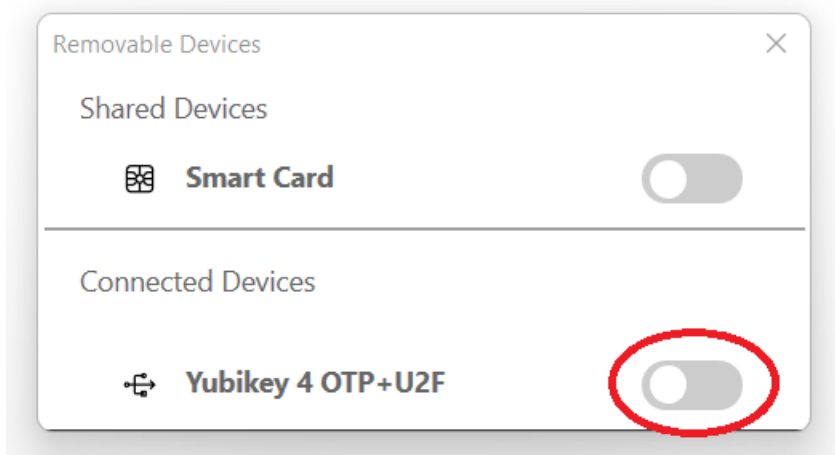 Removable Devices
Shared Devices
Smart Card
Connected Devices
Yubikey 4 OTP+U2F